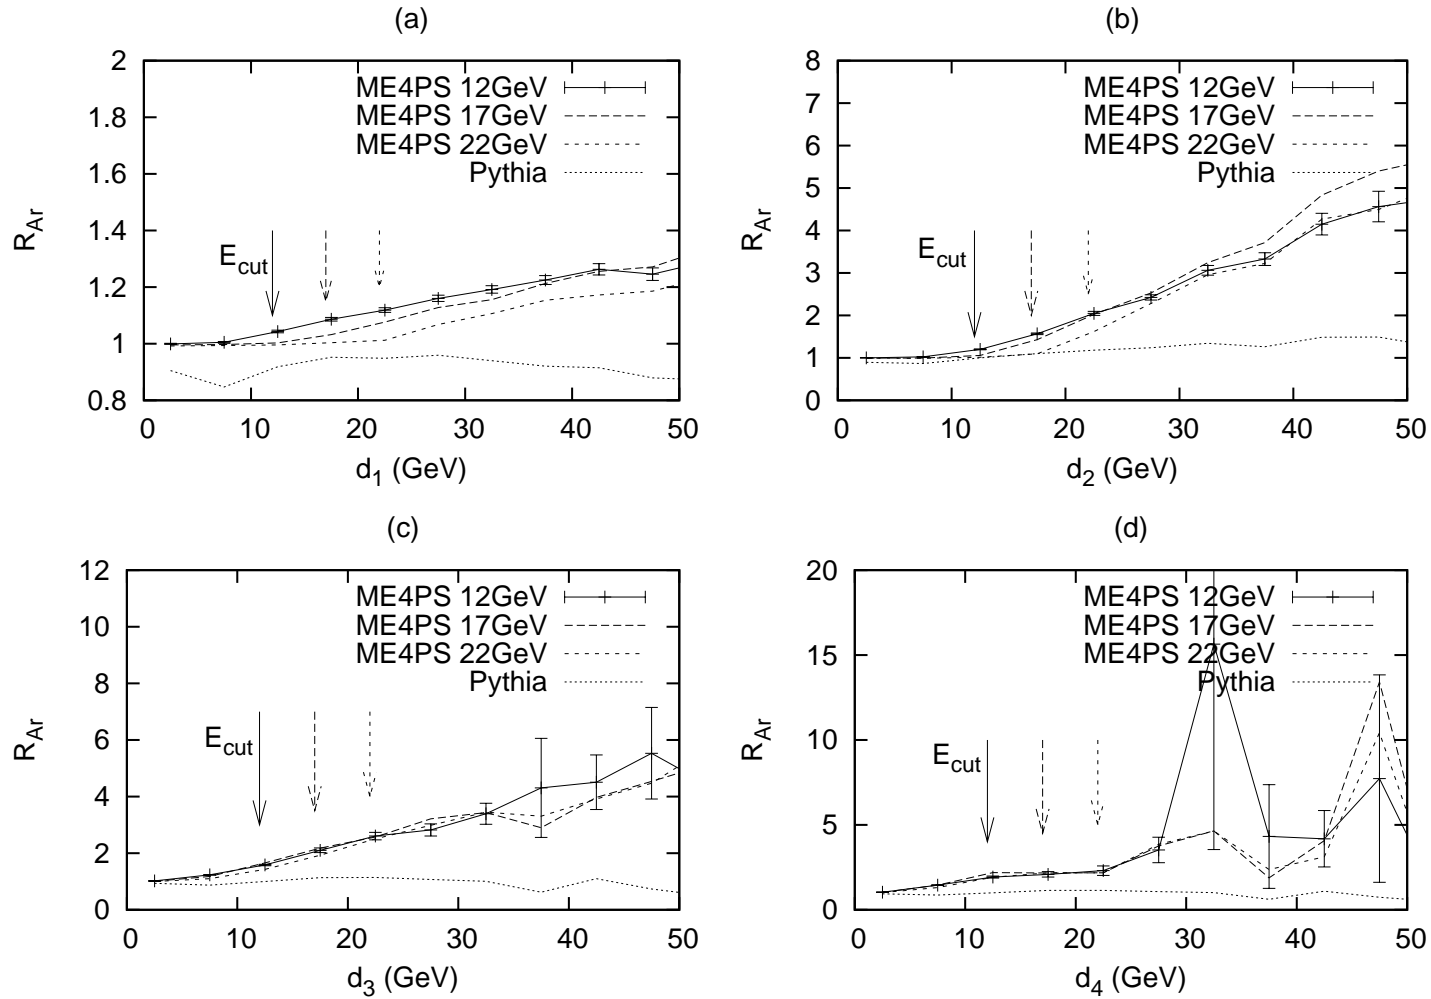 (a)
2
1.8
1.6
1.4
1.2
1
0.8
R_Ar
ME4PS 12GeV
ME4PS 17GeV
ME4PS 22GeV
Pythia
E_cut
0 10 20 30 40 50
d_1 (GeV)
(b)
8
7
6
5
4
3
2
1
0
R_Ar
ME4PS 12GeV
ME4PS 17GeV
ME4PS 22GeV
Pythia
E_cut
0 10 20 30 40 50
d_2 (GeV)
(c)
12
10
8
6
4
2
0
R_Ar
ME4PS 12GeV
ME4PS 17GeV
ME4PS 22GeV
Pythia
E_cut
0 10 20 30 40 50
d_3 (GeV)
(d)
20
15
10
5
0
R_Ar
ME4PS 12GeV
ME4PS 17GeV
ME4PS 22GeV
Pythia
E_cut
0 10 20 30 40 50
d_4 (GeV)